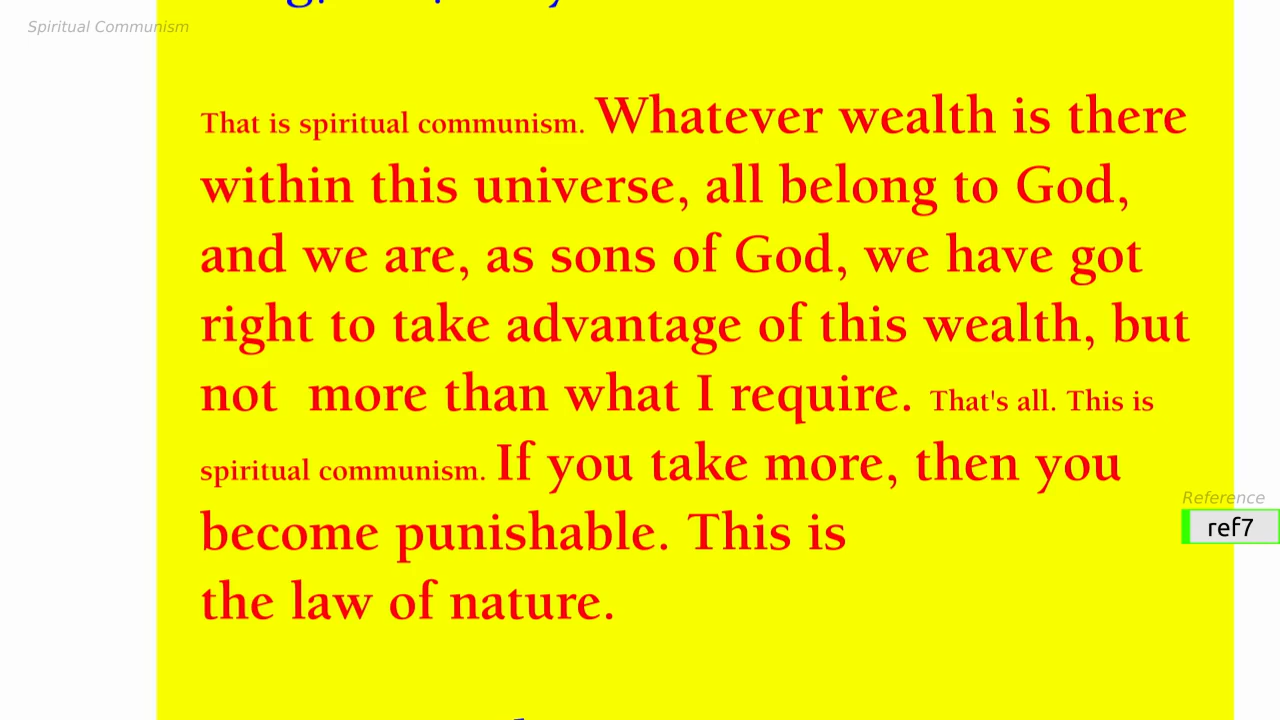 Spiritual Communism
That is spiritual communism. Whatever wealth is there
within this universe, all belong to God,
and we are, as sons of God, we have got
right to take advantage of this wealth, but
not  more than what I require. That's all. This is
spiritual communism. If you take more, then you
become punishable. This is
the law of nature.
Reference
ref7